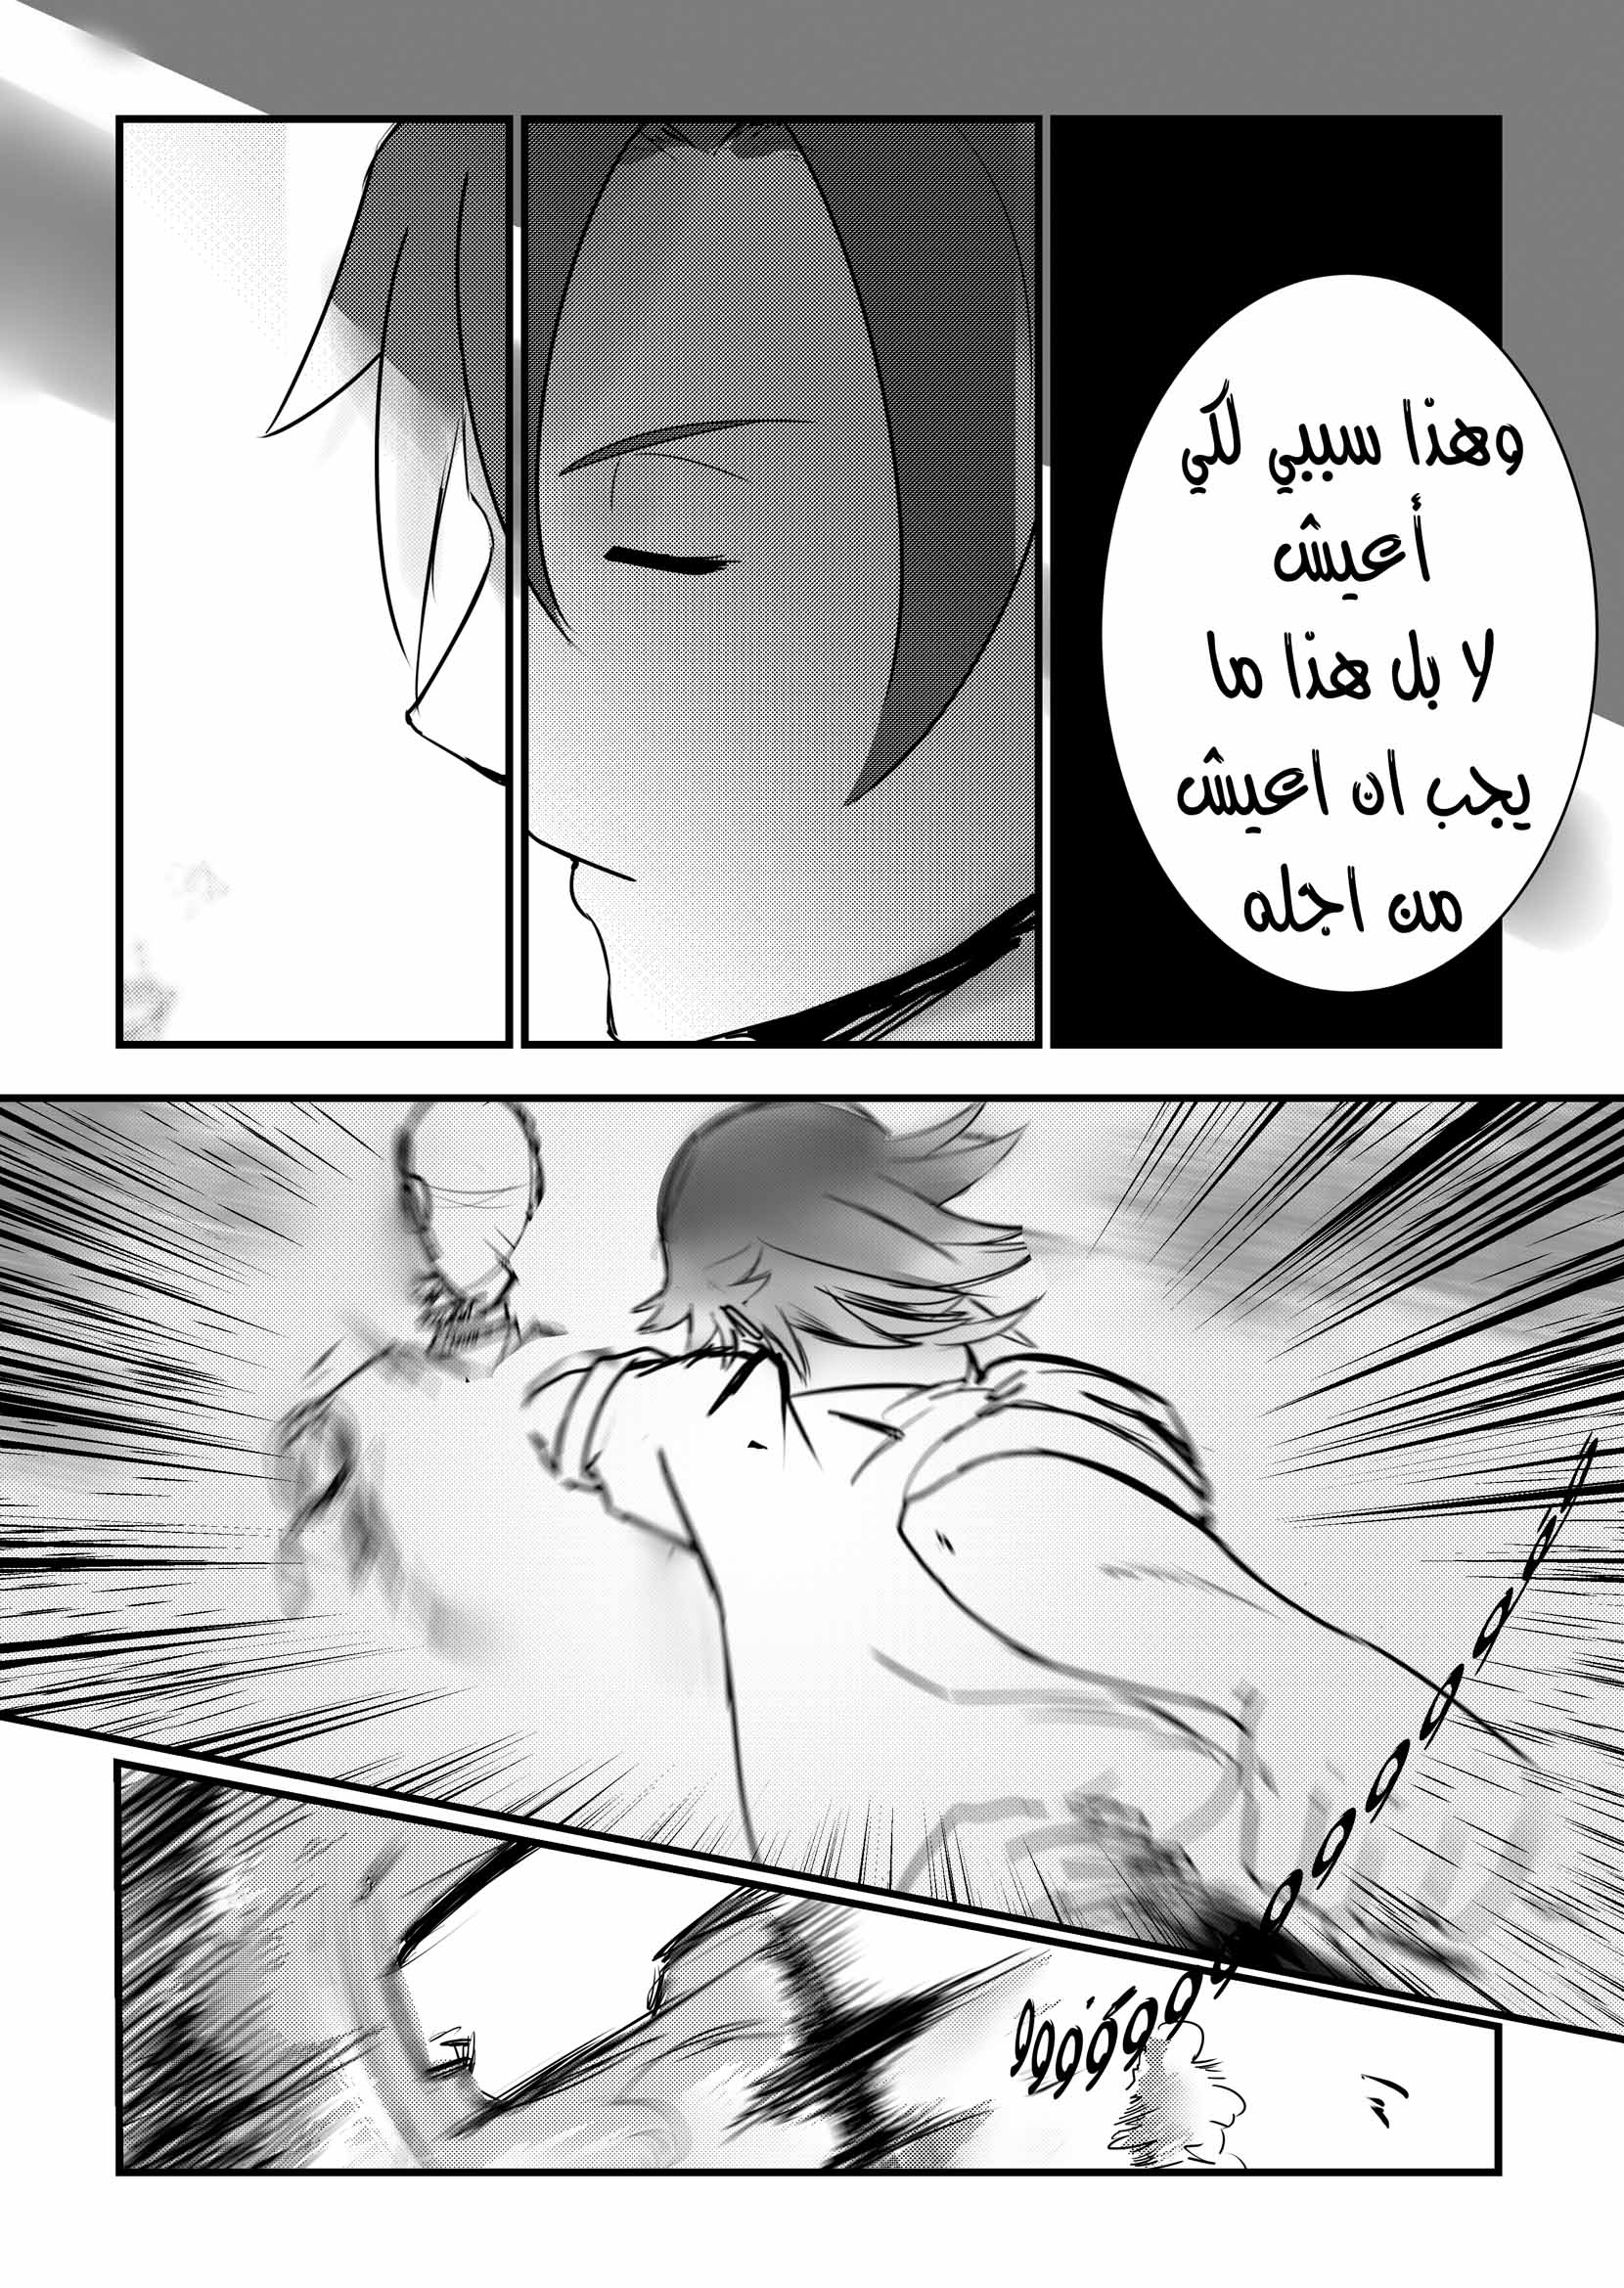 وهذا سببي لكي
أعيش
لا بل هذا ما
يجب ان اعيش
من اجله